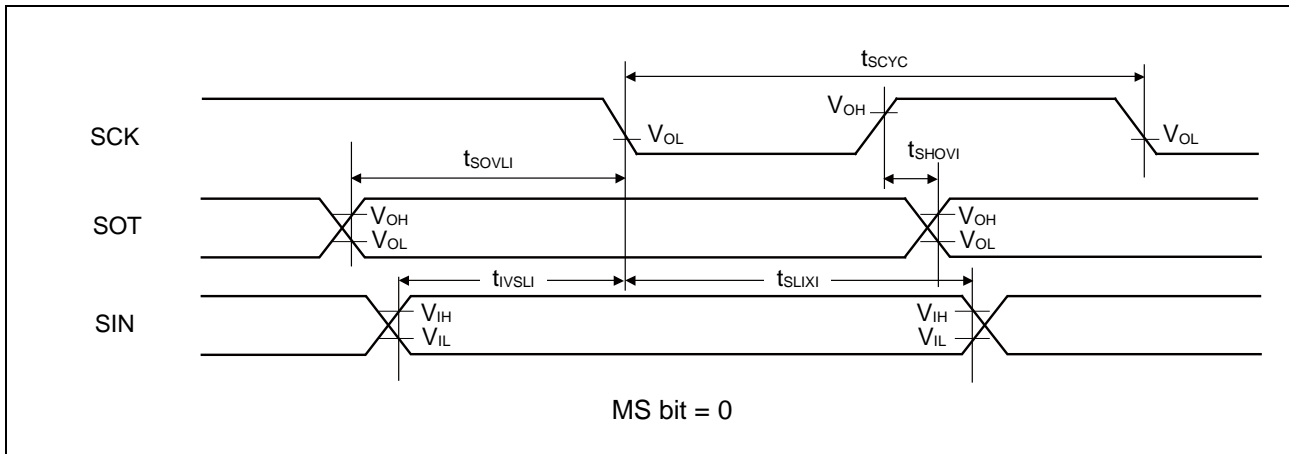 tSCYC
VOH
SCK
VOL
tSHOVI
VOL
tSOVLI
SOT
VOH
VOL
VOH
VOL
tIVSLI
tSLIXI
SIN
VIH
VIL
VIH
VIL
MS bit = 0